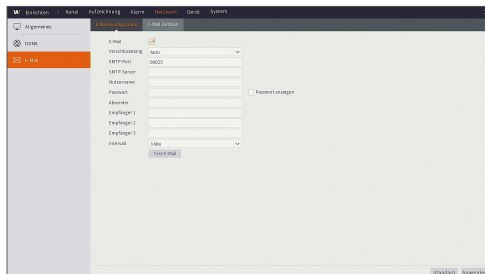 W Einrichten | Kanal Aufzeichnung Alarm Netzwerk Gerät System
Allgemeines
DDNS
E-Mail
E-Mail-Konfiguration E-Mail Zeitplan
E-Mail
Verschlüsselung Auto
SMTP-Port 00025
SMTP-Server
Nutzername
Passwort Passwort anzeigen
Absender
Empfänger 1
Empfänger 2
Empfänger 3
Intervall 3 Min
Test E-Mail
Standard Anwenden